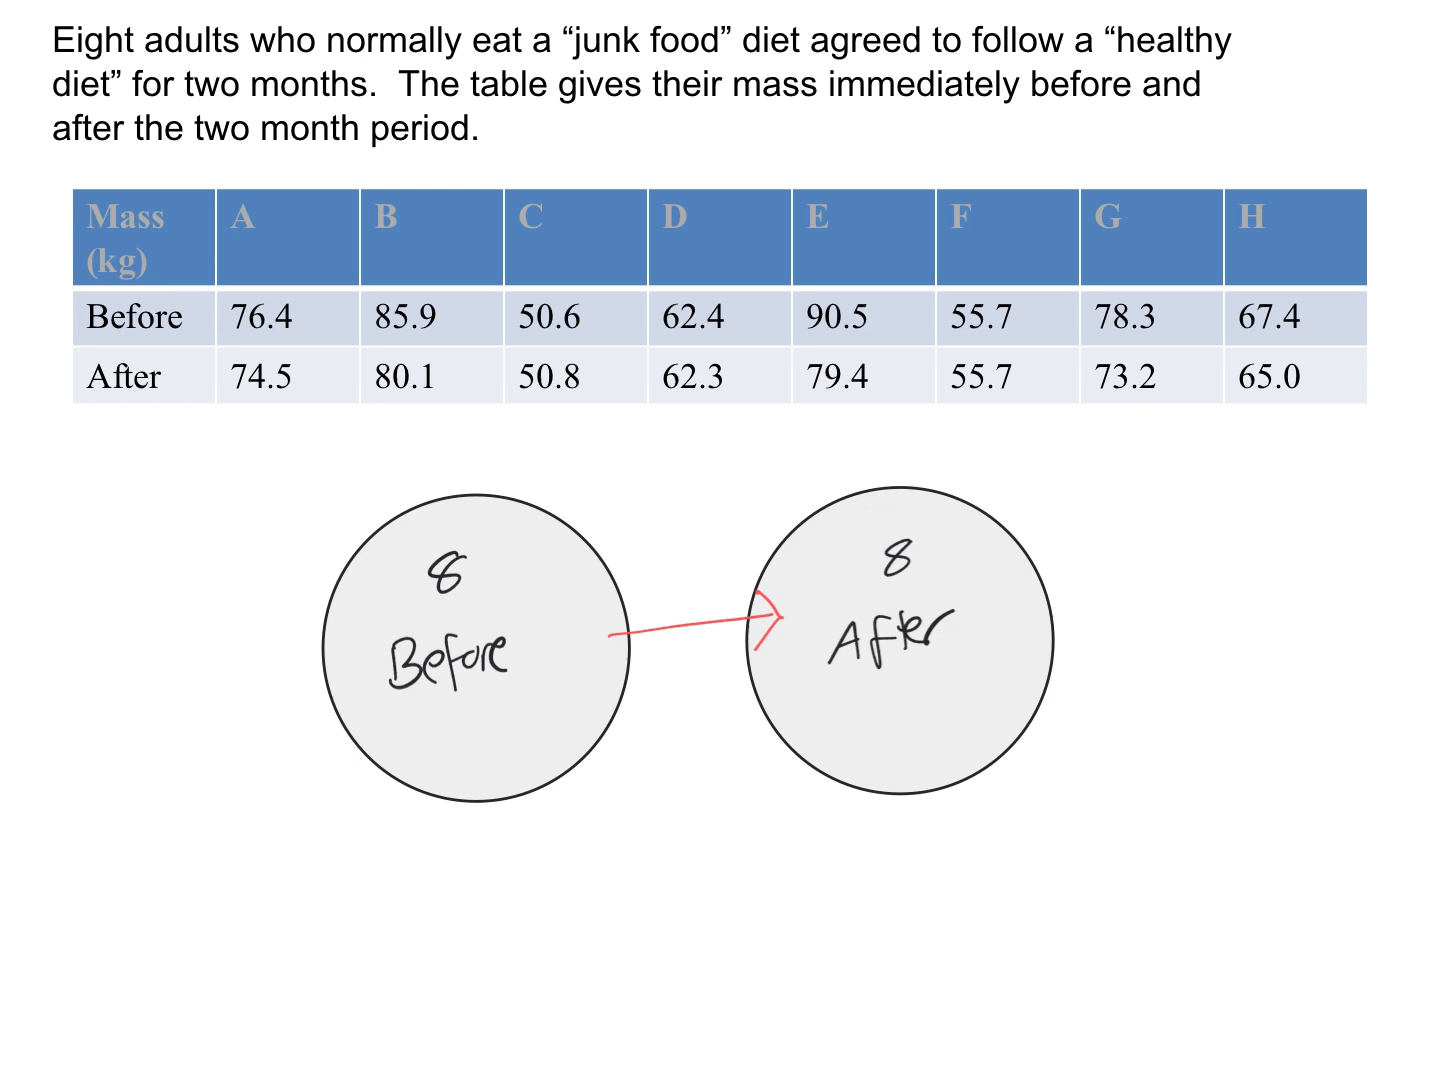 Eight adults who normally eat a “junk food” diet agreed to follow a “healthy
diet” for two months.  The table gives their mass immediately before and
after the two month period.
Mass (kg) A B C D E F G H
Before 76.4 85.9 50.6 62.4 90.5 55.7 78.3 67.4
After 74.5 80.1 50.8 62.3 79.4 55.7 73.2 65.0
8
Before
8
After